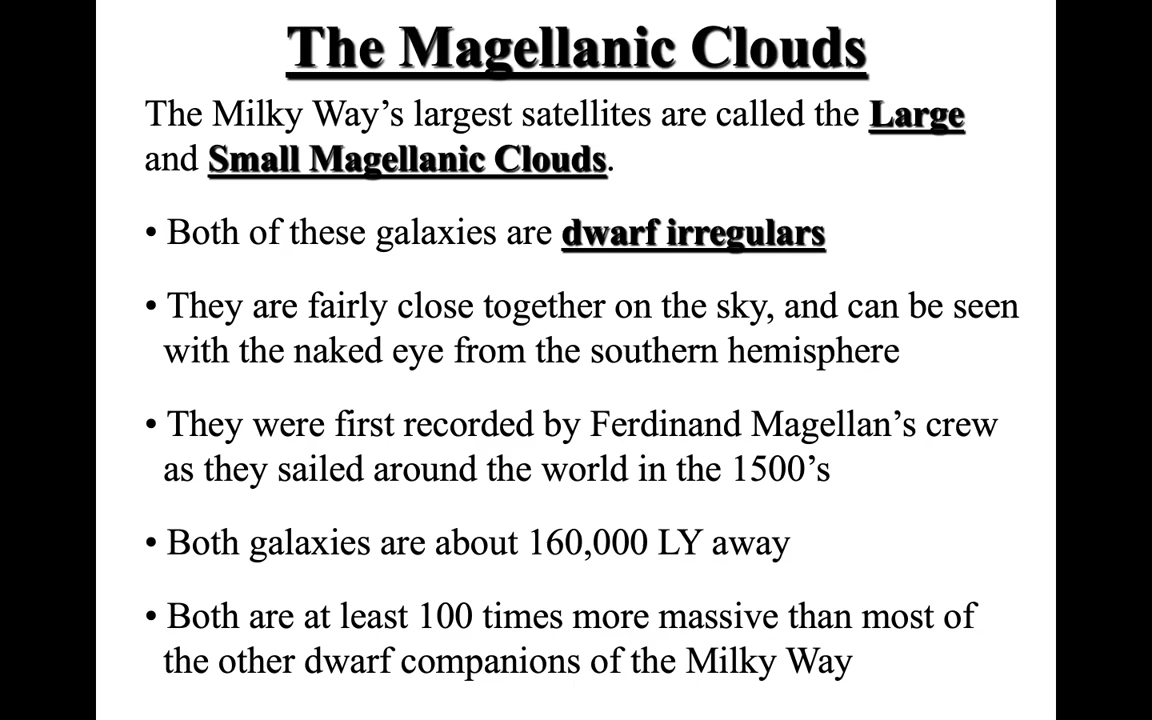 The Magellanic Clouds
The Milky Way’s largest satellites are called the Large
and Small Magellanic Clouds.
• Both of these galaxies are dwarf irregulars
• They are fairly close together on the sky, and can be seen
with the naked eye from the southern hemisphere
• They were first recorded by Ferdinand Magellan’s crew
as they sailed around the world in the 1500’s
• Both galaxies are about 160,000 LY away
• Both are at least 100 times more massive than most of
the other dwarf companions of the Milky Way